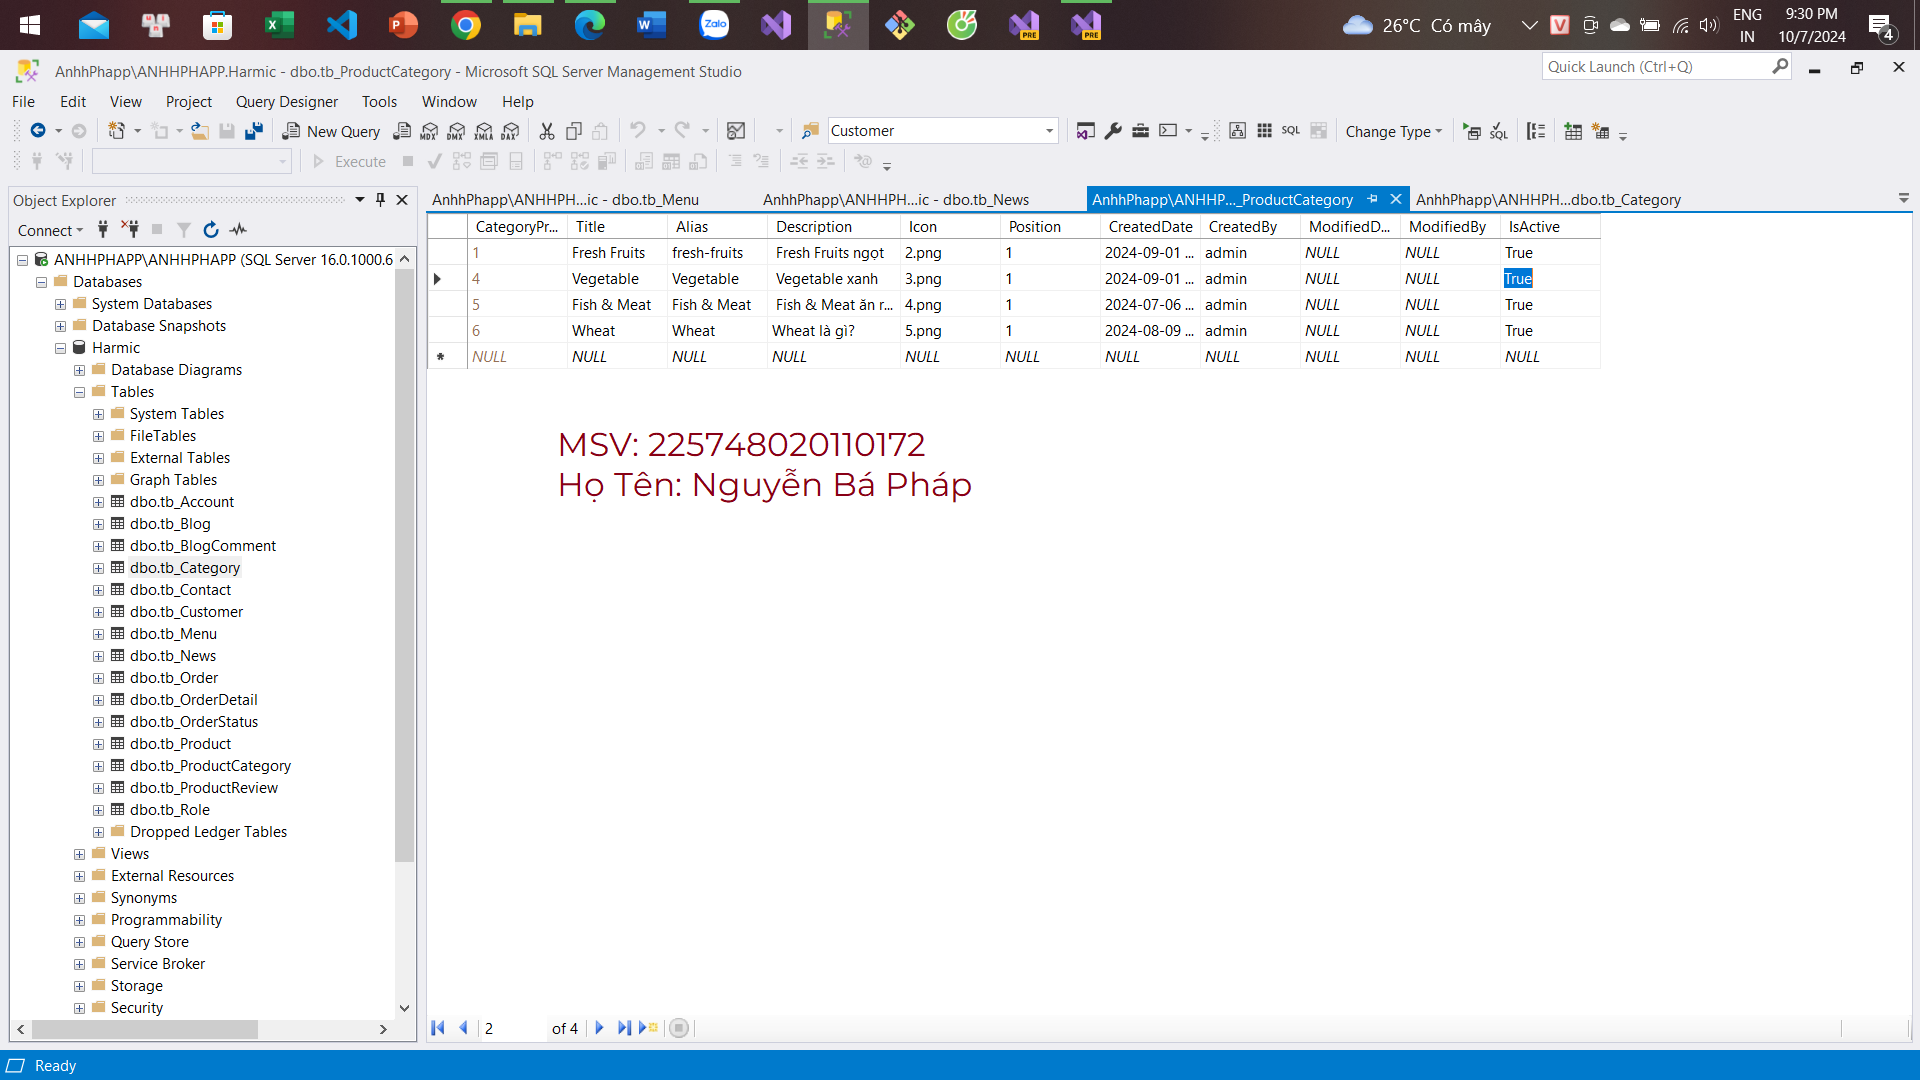 26°C Có mây
ENG
IN
9:30 PM
10/7/2024
4
AnhhPhapp\ANHHPHAPP.Harmic - dbo.tb_ProductCategory - Microsoft SQL Server Management Studio
Quick Launch (Ctrl+Q)
File Edit View Project Query Designer Tools Window Help
New Query MDX DMX XMLA DAX Customer SQL Change Type SQL
Execute
Object Explorer
Connect
ANHHPHAPP\ANHHPHAPP (SQL Server 16.0.1000.6
Databases
System Databases
Database Snapshots
Harmic
Database Diagrams
Tables
System Tables
FileTables
External Tables
Graph Tables
dbo.tb_Account
dbo.tb_Blog
dbo.tb_BlogComment
dbo.tb_Category
dbo.tb_Contact
dbo.tb_Customer
dbo.tb_Menu
dbo.tb_News
dbo.tb_Order
dbo.tb_OrderDetail
dbo.tb_OrderStatus
dbo.tb_Product
dbo.tb_ProductCategory
dbo.tb_ProductReview
dbo.tb_Role
Dropped Ledger Tables
Views
External Resources
Synonyms
Programmability
Query Store
Service Broker
Storage
Security
AnhhPhapp\ANHHPH...ic - dbo.tb_Menu AnhhPhapp\ANHHPH...ic - dbo.tb_News AnhhPhapp\ANHHP..._ProductCategory AnhhPhapp\ANHHPH...dbo.tb_Category
CategoryPr... Title Alias Description Icon Position CreatedDate CreatedBy ModifiedD... ModifiedBy IsActive
1 Fresh Fruits fresh-fruits Fresh Fruits ngọt 2.png 1 2024-09-01 ... admin NULL NULL True
4 Vegetable Vegetable Vegetable xanh 3.png 1 2024-09-01 ... admin NULL NULL True
5 Fish & Meat Fish & Meat Fish & Meat ăn r... 4.png 1 2024-07-06 ... admin NULL NULL True
6 Wheat Wheat Wheat là gì? 5.png 1 2024-08-09 ... admin NULL NULL True
* NULL NULL NULL NULL NULL NULL NULL NULL NULL NULL NULL
MSV: 225748020110172
Họ Tên: Nguyễn Bá Pháp
2 of 4
Ready
Zalo
PRE
PRE